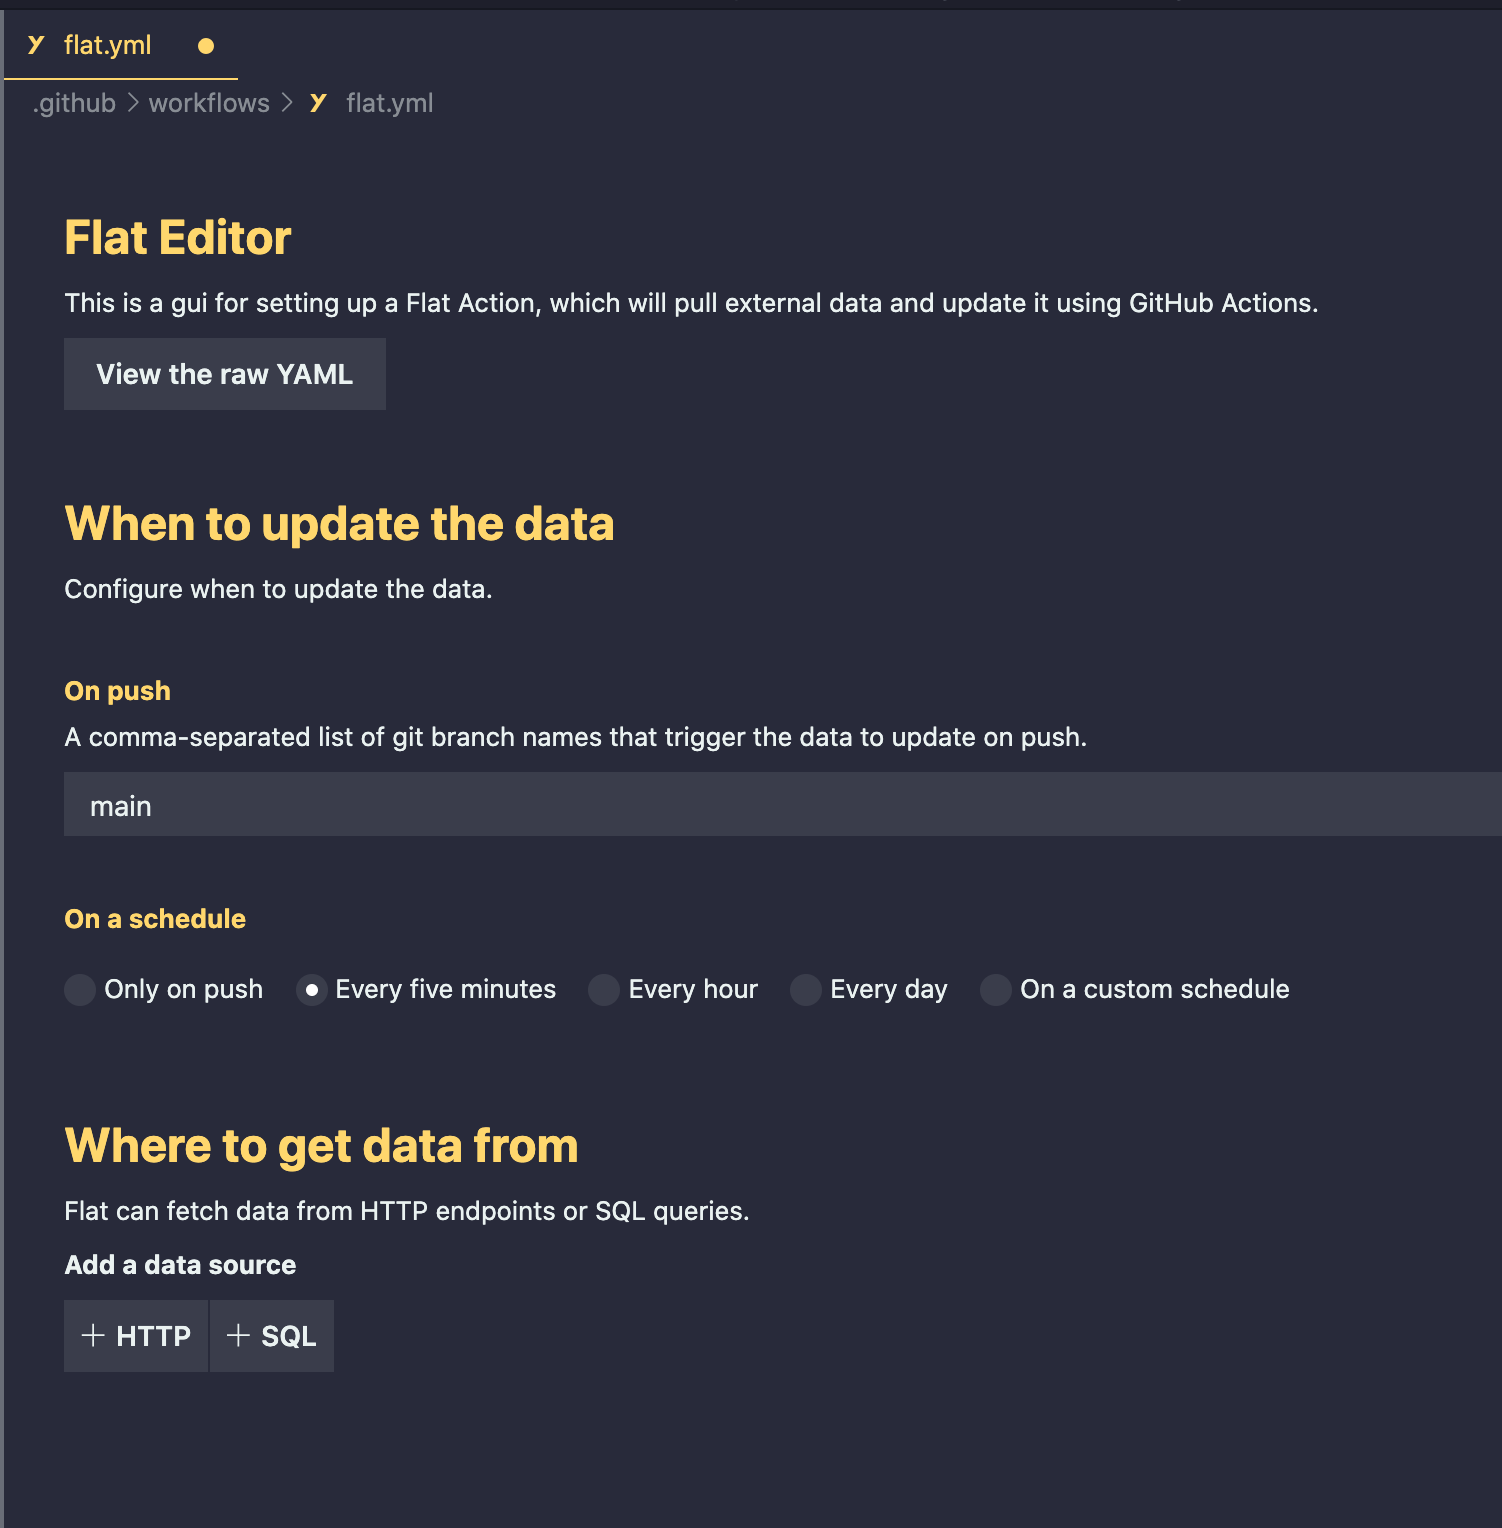 flat.yml
.github > workflows > flat.yml
Flat Editor
This is a gui for setting up a Flat Action, which will pull external data and update it using GitHub Actions.
View the raw YAML
When to update the data
Configure when to update the data.
On push
A comma-separated list of git branch names that trigger the data to update on push.
main
On a schedule
Only on push Every five minutes Every hour Every day On a custom schedule
Where to get data from
Flat can fetch data from HTTP endpoints or SQL queries.
Add a data source
+ HTTP + SQL